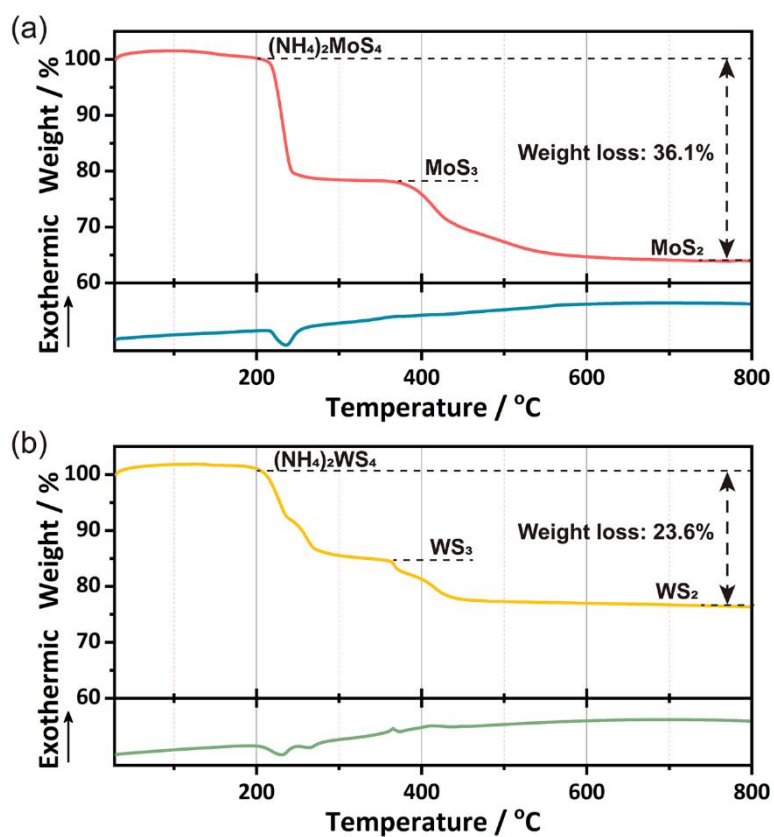 (a)
Exothermic Weight / %
100
90
80
70
60
(NH₄)₂MoS₄
MoS₃
Weight loss: 36.1%
MoS₂
200
400
600
800
Temperature / °C
(b)
Exothermic Weight / %
100
90
80
70
60
(NH₄)₂WS₄
WS₃
Weight loss: 23.6%
WS₂
200
400
600
800
Temperature / °C